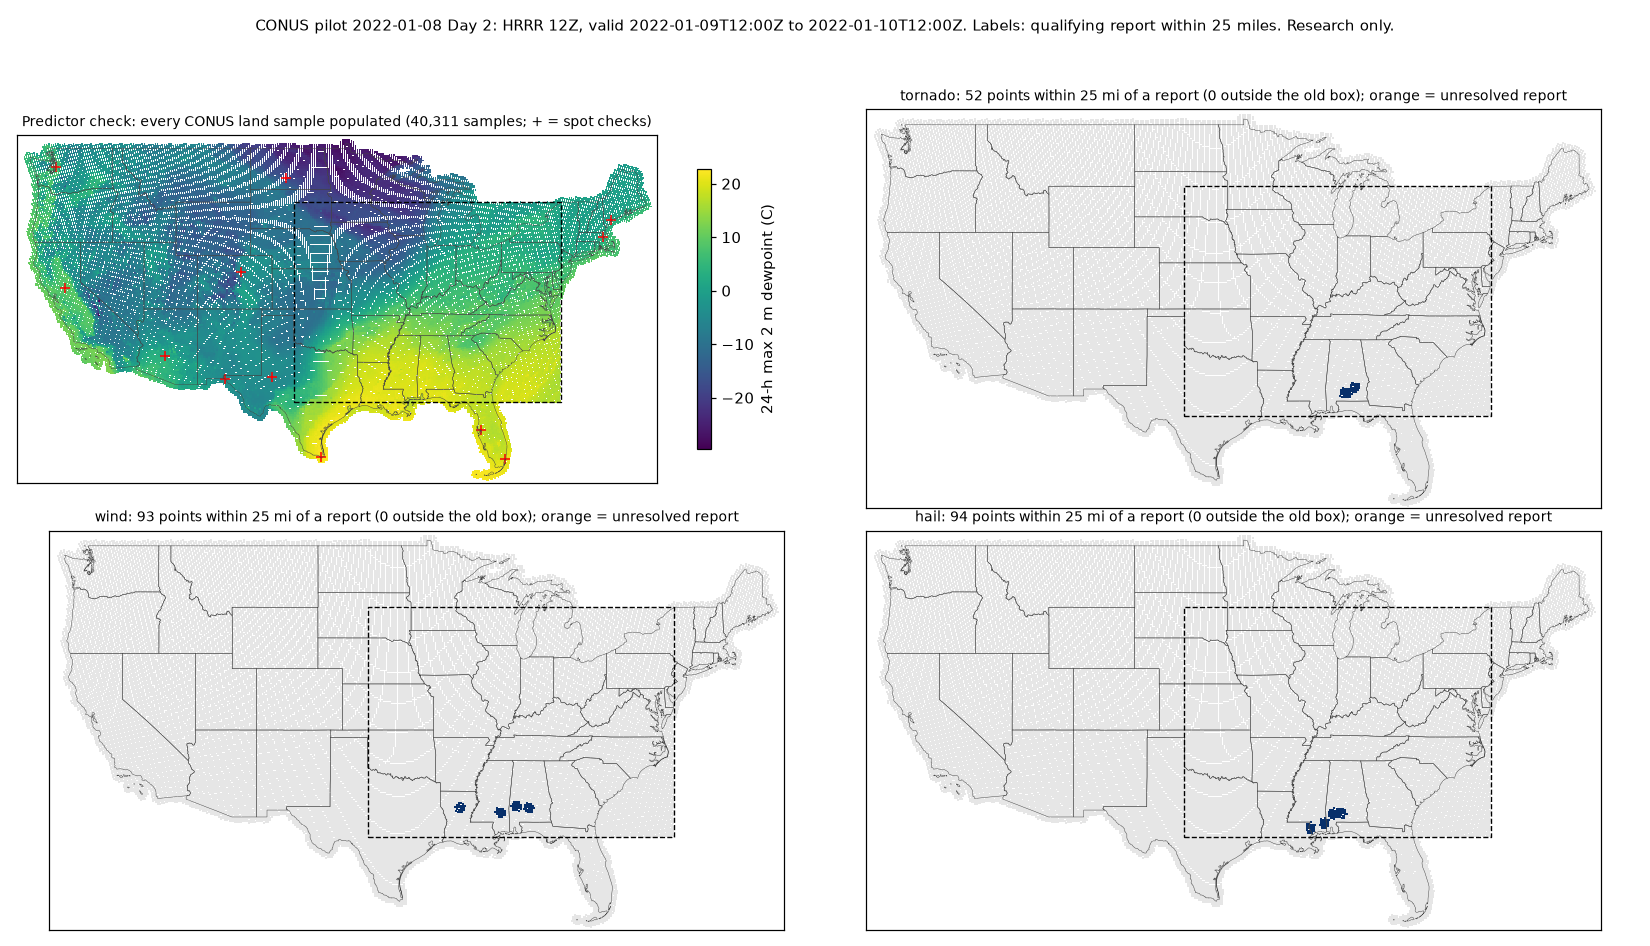 CONUS pilot 2022-01-08 Day 2: HRRR 12Z, valid 2022-01-09T12:00Z to 2022-01-10T12:00Z. Labels: qualifying report within 25 miles. Research only.
Predictor check: every CONUS land sample populated (40,311 samples; + = spot checks)
20
10
0
−10
−20
24-h max 2 m dewpoint (C)
tornado: 52 points within 25 mi of a report (0 outside the old box); orange = unresolved report
wind: 93 points within 25 mi of a report (0 outside the old box); orange = unresolved report
hail: 94 points within 25 mi of a report (0 outside the old box); orange = unresolved report